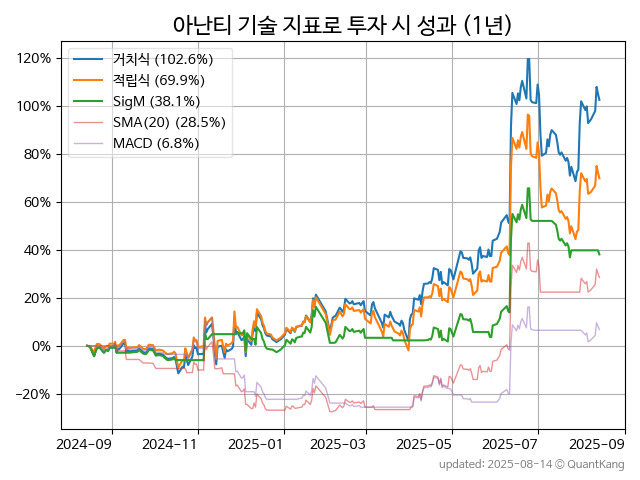 아난티 기술 지표로 투자 시 성과 (1년)
120%
100%
80%
60%
40%
20%
0%
−20%
거치식 (102.6%)
적립식 (69.9%)
SigM (38.1%)
SMA(20) (28.5%)
MACD (6.8%)
2024-09
2024-11
2025-01
2025-03
2025-05
2025-07
2025-09
updated: 2025-08-14 ⓒ QuantKang